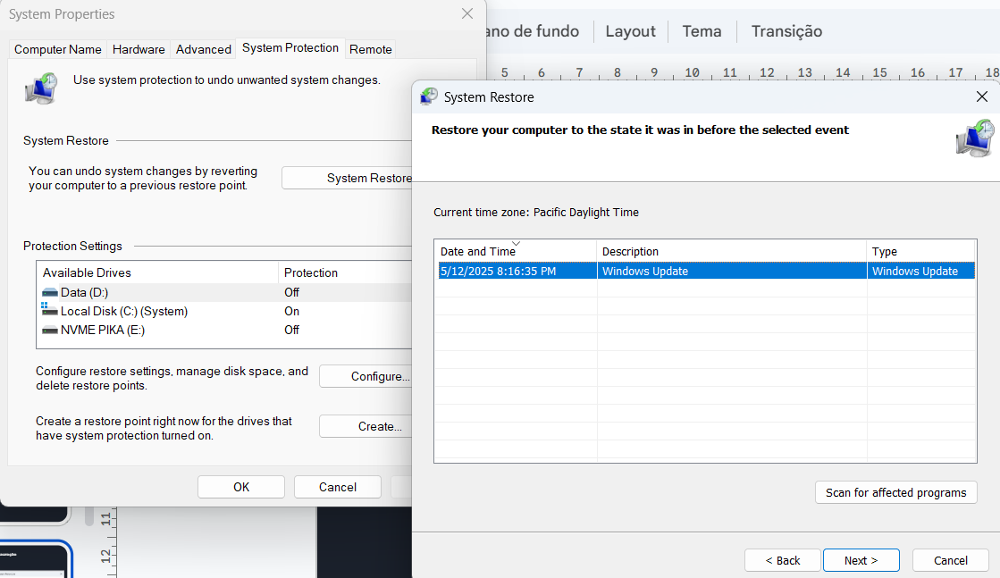 System Properties
Computer Name
Hardware
Advanced
System Protection
Remote
Use system protection to undo unwanted system changes.
System Restore
You can undo system changes by reverting
your computer to a previous restore point.
System Restore
Protection Settings
Available Drives
Protection
Data (D:)
Off
Local Disk (C:) (System)
On
NVME PIKA (E:)
Off
Configure restore settings, manage disk space, and
delete restore points.
Configure...
Create a restore point right now for the drives that
have system protection turned on.
Create...
OK
Cancel
de fundo
Layout
Tema
Transição
5 6 7 8 9 10 11 12 13 14 15 16 17 18
System Restore
Restore your computer to the state it was in before the selected event
Current time zone: Pacific Daylight Time
Date and Time
Description
Type
5/12/2025 8:16:35 PM
Windows Update
Windows Update
Scan for affected programs
< Back
Next >
Cancel
11
12